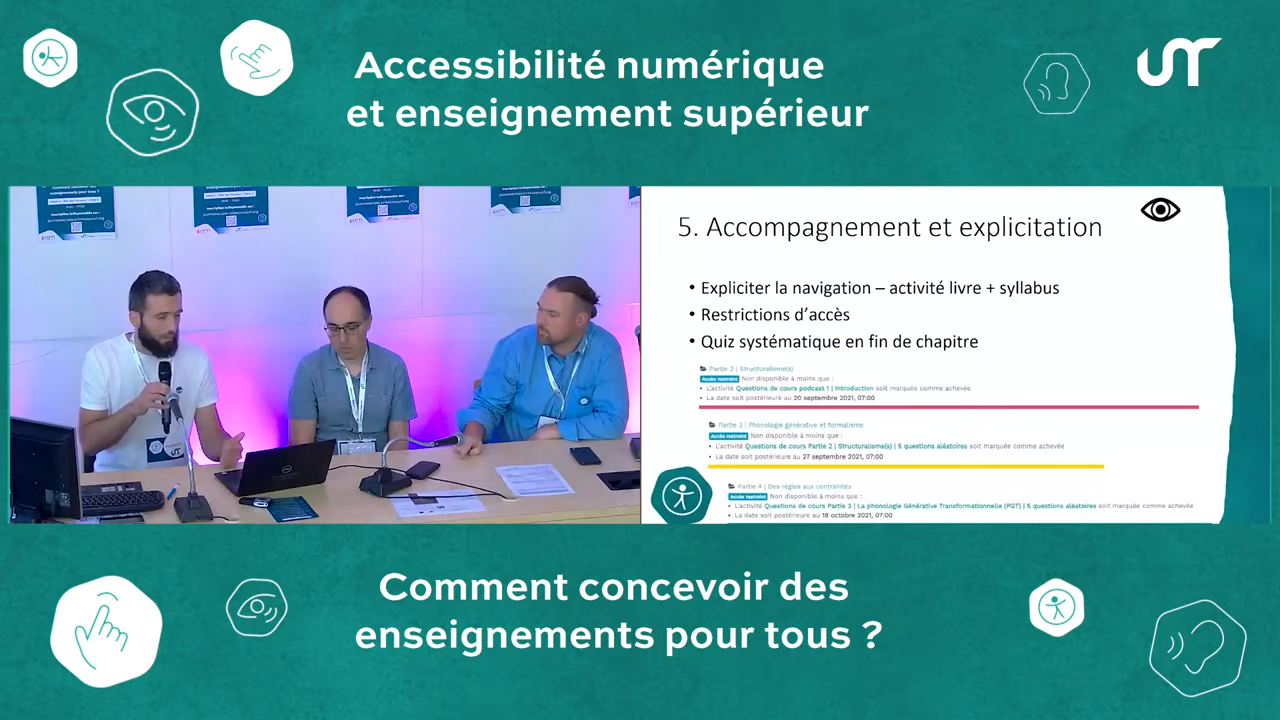 Accessibilité numérique
et enseignement supérieur
5. Accompagnement et explicitation
• Expliciter la navigation – activité livre + syllabus
• Restrictions d'accès
• Quiz systématique en fin de chapitre
Partie 2 | Structuralisme(s)
Accès restreint Non disponible à moins que :
• L'activité Questions de cours podcast 1 | Introduction soit marquée comme achevée
• La date soit postérieure au 20 septembre 2021, 07:00
Partie 3 | Phonologie générative et formalisme
Accès restreint Non disponible à moins que :
• L'activité Questions de cours Partie 2 | Structuralisme(s) | 5 questions aléatoires soit marquée comme achevée
• La date soit postérieure au 27 septembre 2021, 07:00
Partie 4 | Des règles aux contraintes
Accès restreint Non disponible à moins que :
• L'activité Questions de cours Partie 3 | La phonologie Générative Transformationnelle (PGT) | 5 questions aléatoires soit marquée comme achevée
• La date soit postérieure au 18 octobre 2021, 07:00
Comment concevoir des
enseignements pour tous ?